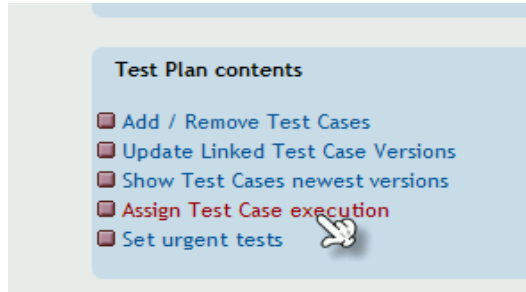 Test Plan contents
Add / Remove Test Cases
Update Linked Test Case Versions
Show Test Cases newest versions
Assign Test Case execution
Set urgent tests